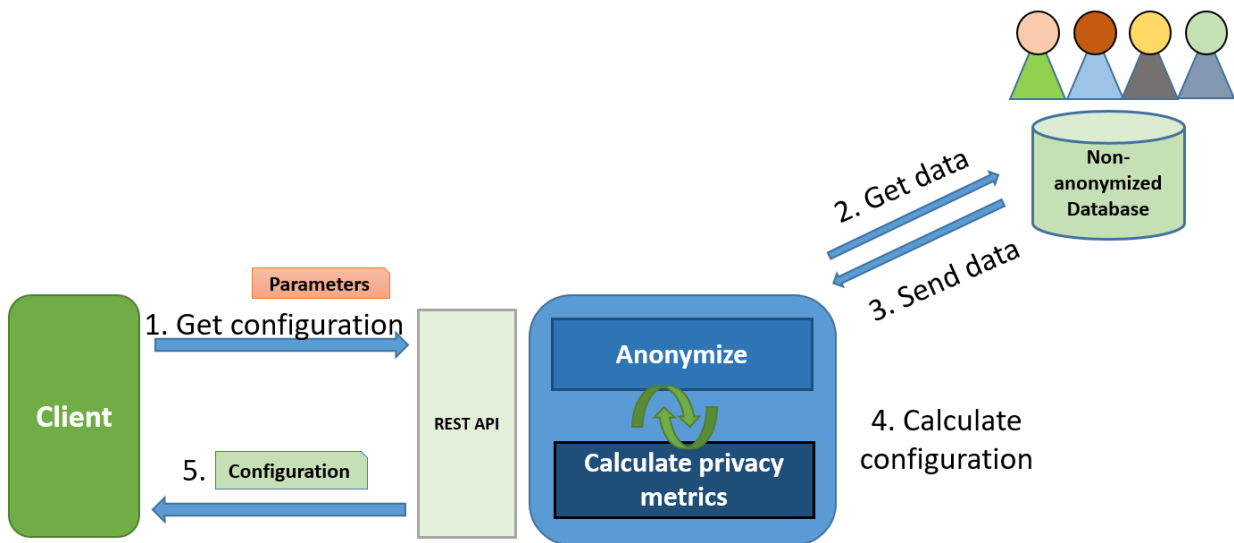 Non-
anonymized
Database
2. Get data
3. Send data
Parameters
1. Get configuration
Client
REST API
Anonymize
Calculate privacy
metrics
4. Calculate
configuration
5. Configuration